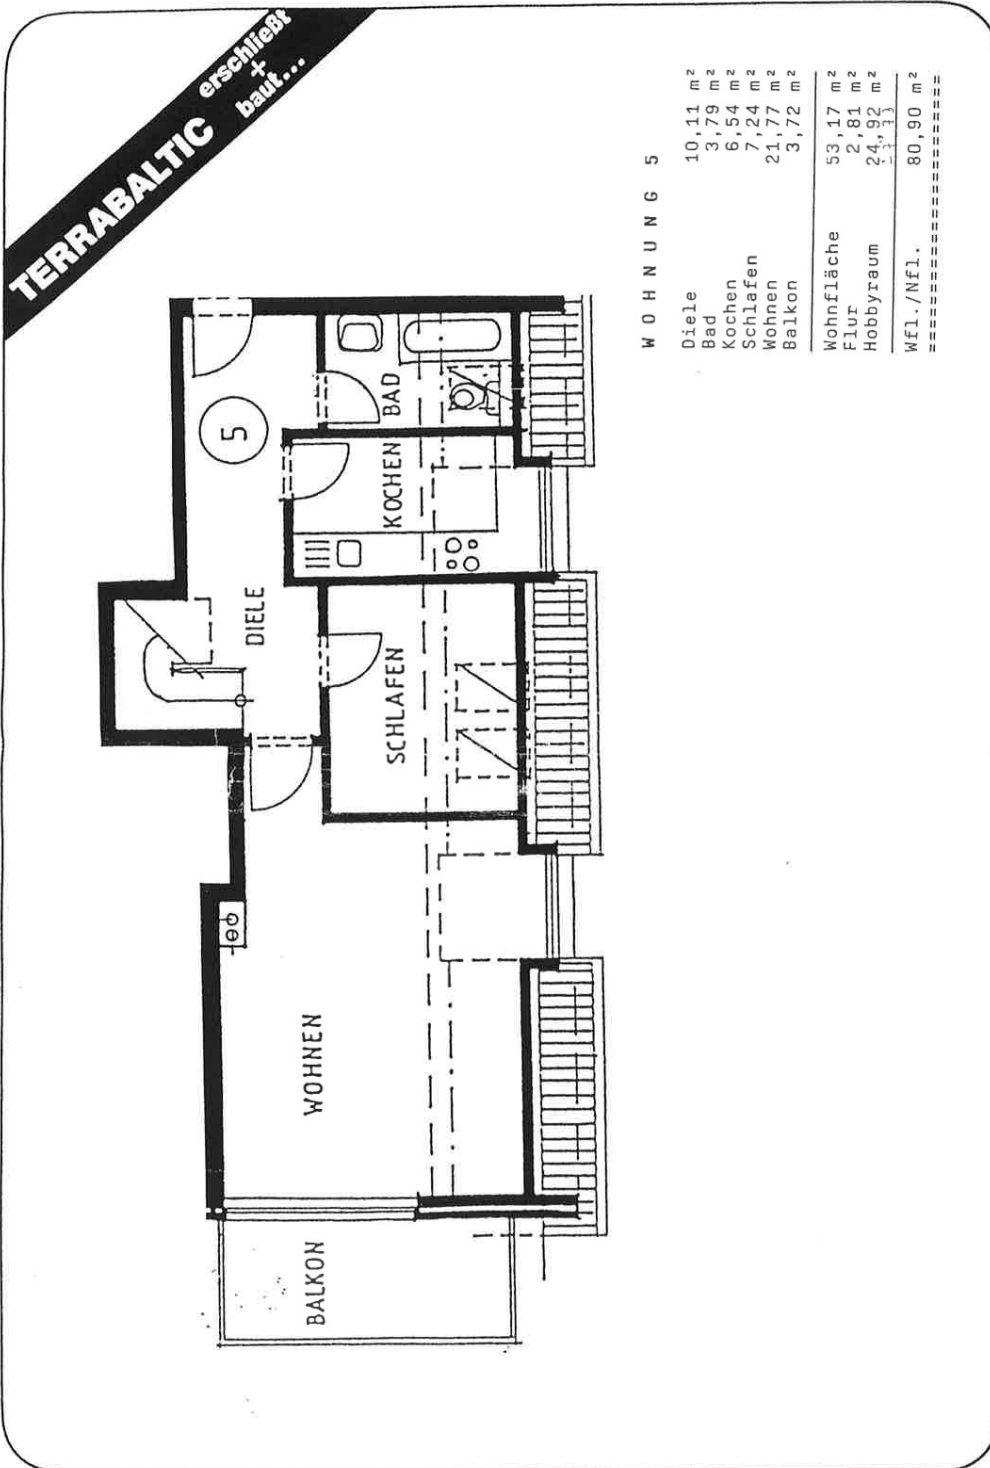 TERRABALTIC erschließt
+
baut...
5
DIELE
BAD
KOCHEN
SCHLAFEN
WOHNEN
BALKON
WOHNUNG 5
Diele 10,11 m²
Bad 3,79 m²
Kochen 6,54 m²
Schlafen 7,24 m²
Wohnen 21,77 m²
Balkon 3,72 m²
Wohnfläche 53,17 m²
Flur 2,81 m²
Hobbyraum 24,92 m²
Wfl./Nfl. 80,90 m²